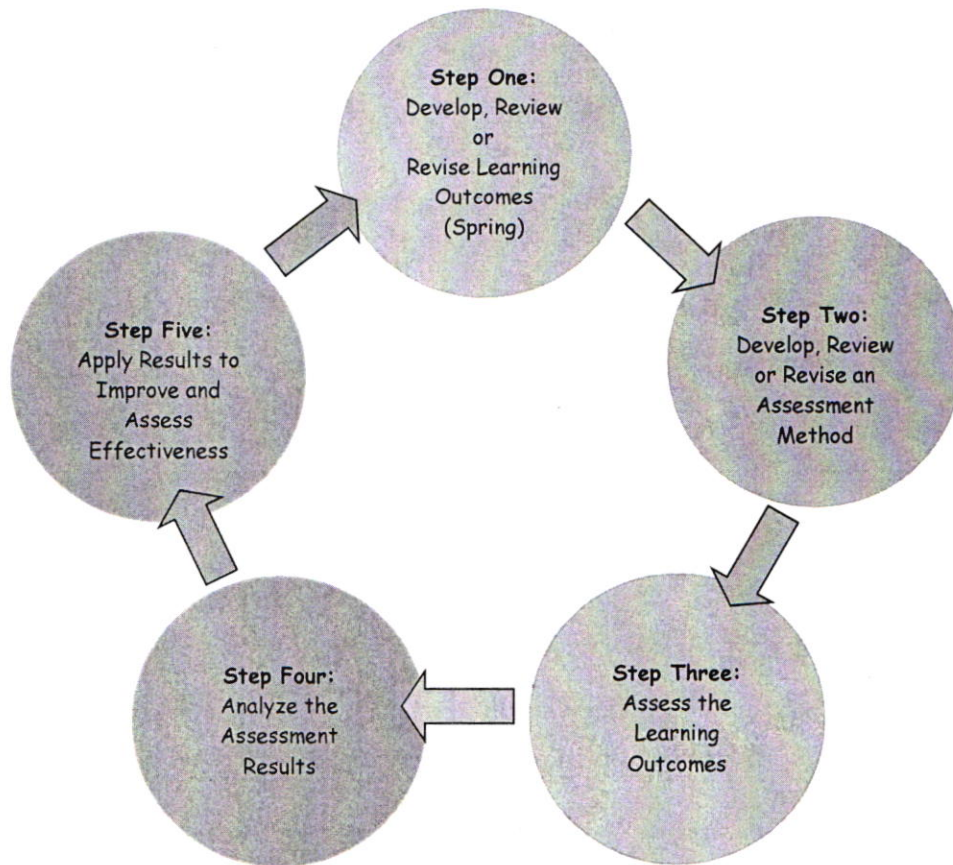 Step One:
Develop, Review
or
Revise Learning
Outcomes
(Spring)
Step Two:
Develop, Review
or Revise an
Assessment
Method
Step Three:
Assess the
Learning
Outcomes
Step Four:
Analyze the
Assessment
Results
Step Five:
Apply Results to
Improve and
Assess
Effectiveness